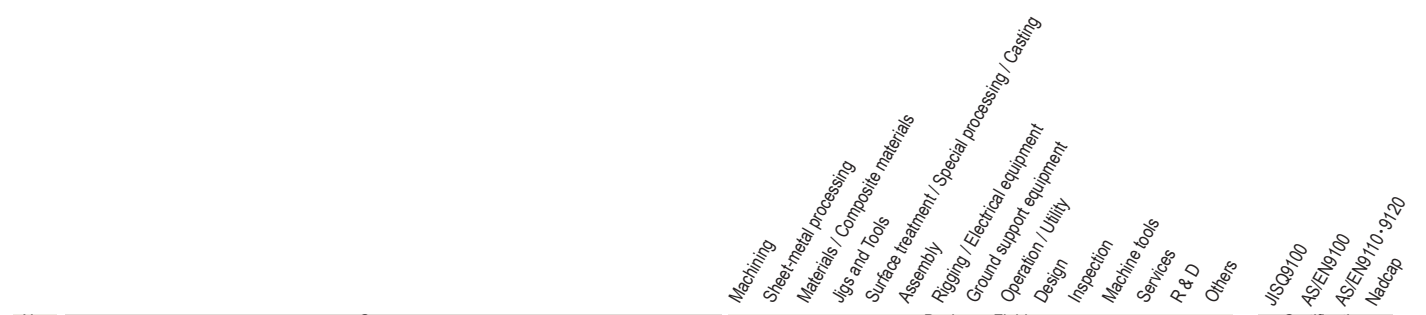 Machining
Sheet-metal processing
Materials / Composite materials
Jigs and Tools
Surface treatment / Special processing / Casting
Assembly
Rigging / Electrical equipment
Ground support equipment
Operation / Utility
Design
Inspection
Machine tools
Services
R & D
Others
JISQ9100
AS/EN9100
AS/EN9110・9120
Nadcap